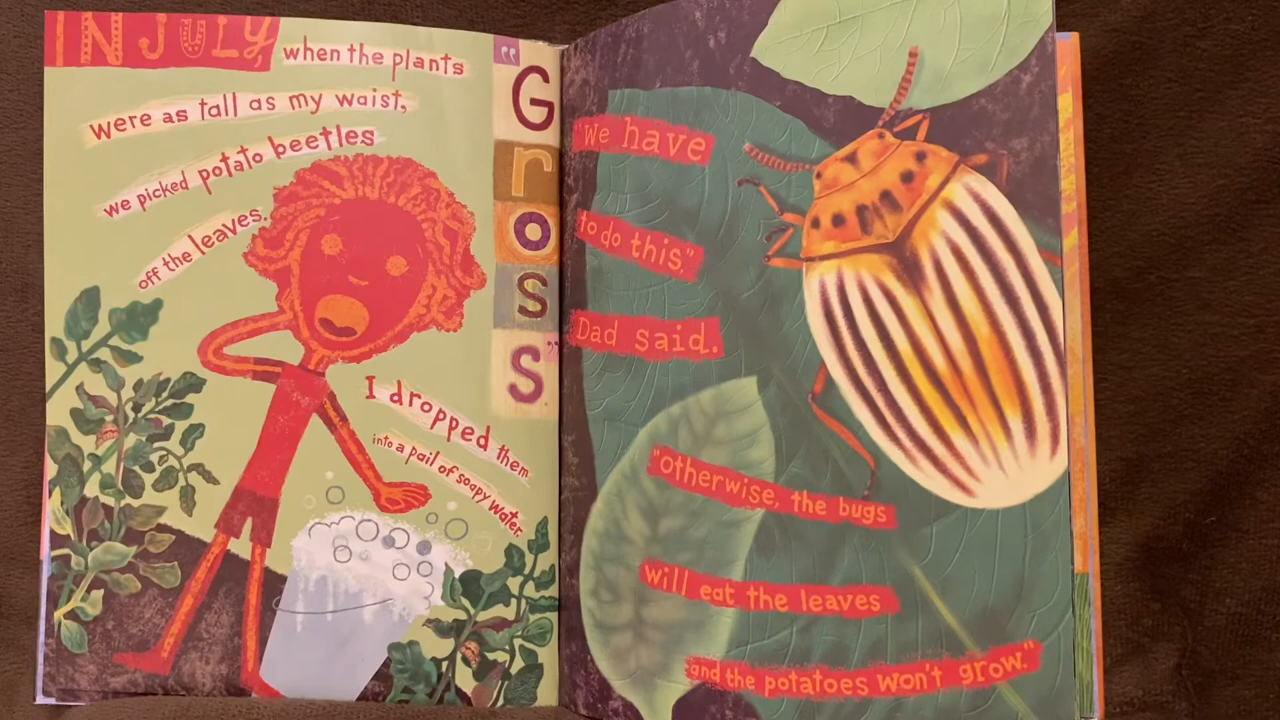 IN JULY, when the plants
were as tall as my waist,
we picked potato beetles
off the leaves.
"Gross."
I dropped them
into a pail of soapy water.
"We have
to do this,"
Dad said.
"otherwise, the bugs
will eat the leaves
and the potatoes won't grow."